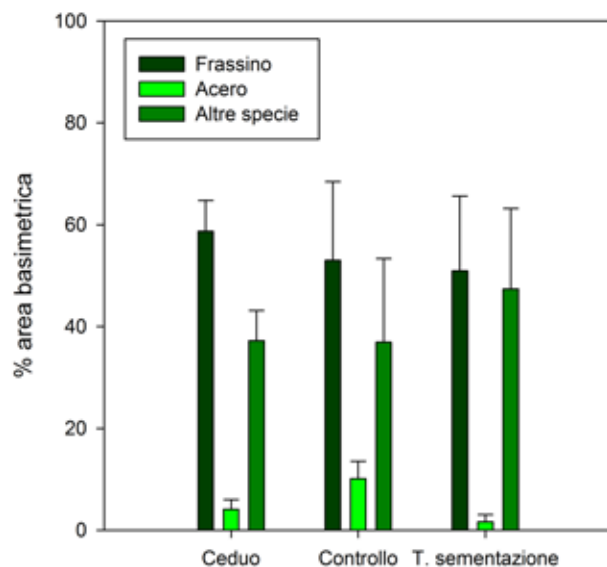 100
80
60
40
20
0
% area basimetrica
Frassino
Acero
Altre specie
Ceduo Controllo T. sementazione